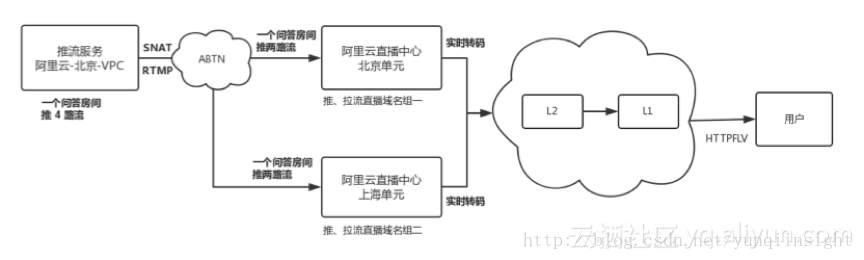 推流服务
阿里云-北京-VPC
一个问答房间
推 4 路流
SNAT
RTMP
ABTN
一个问答房间
推两路流
阿里云直播中心
北京单元
推、拉流直播域名组一
实时转码
一个问答房间
推两路流
阿里云直播中心
上海单元
推、拉流直播域名组二
实时转码
L2
L1
HTTPFLV
用户
云栖社区 yq.aliyun.com
http://blog.csdn.net/yunqiinsight